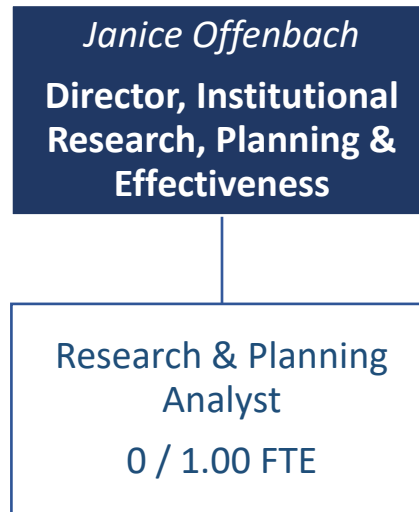 Janice Offenbach
Director, Institutional
Research, Planning &
Effectiveness
Research & Planning
Analyst
0 / 1.00 FTE